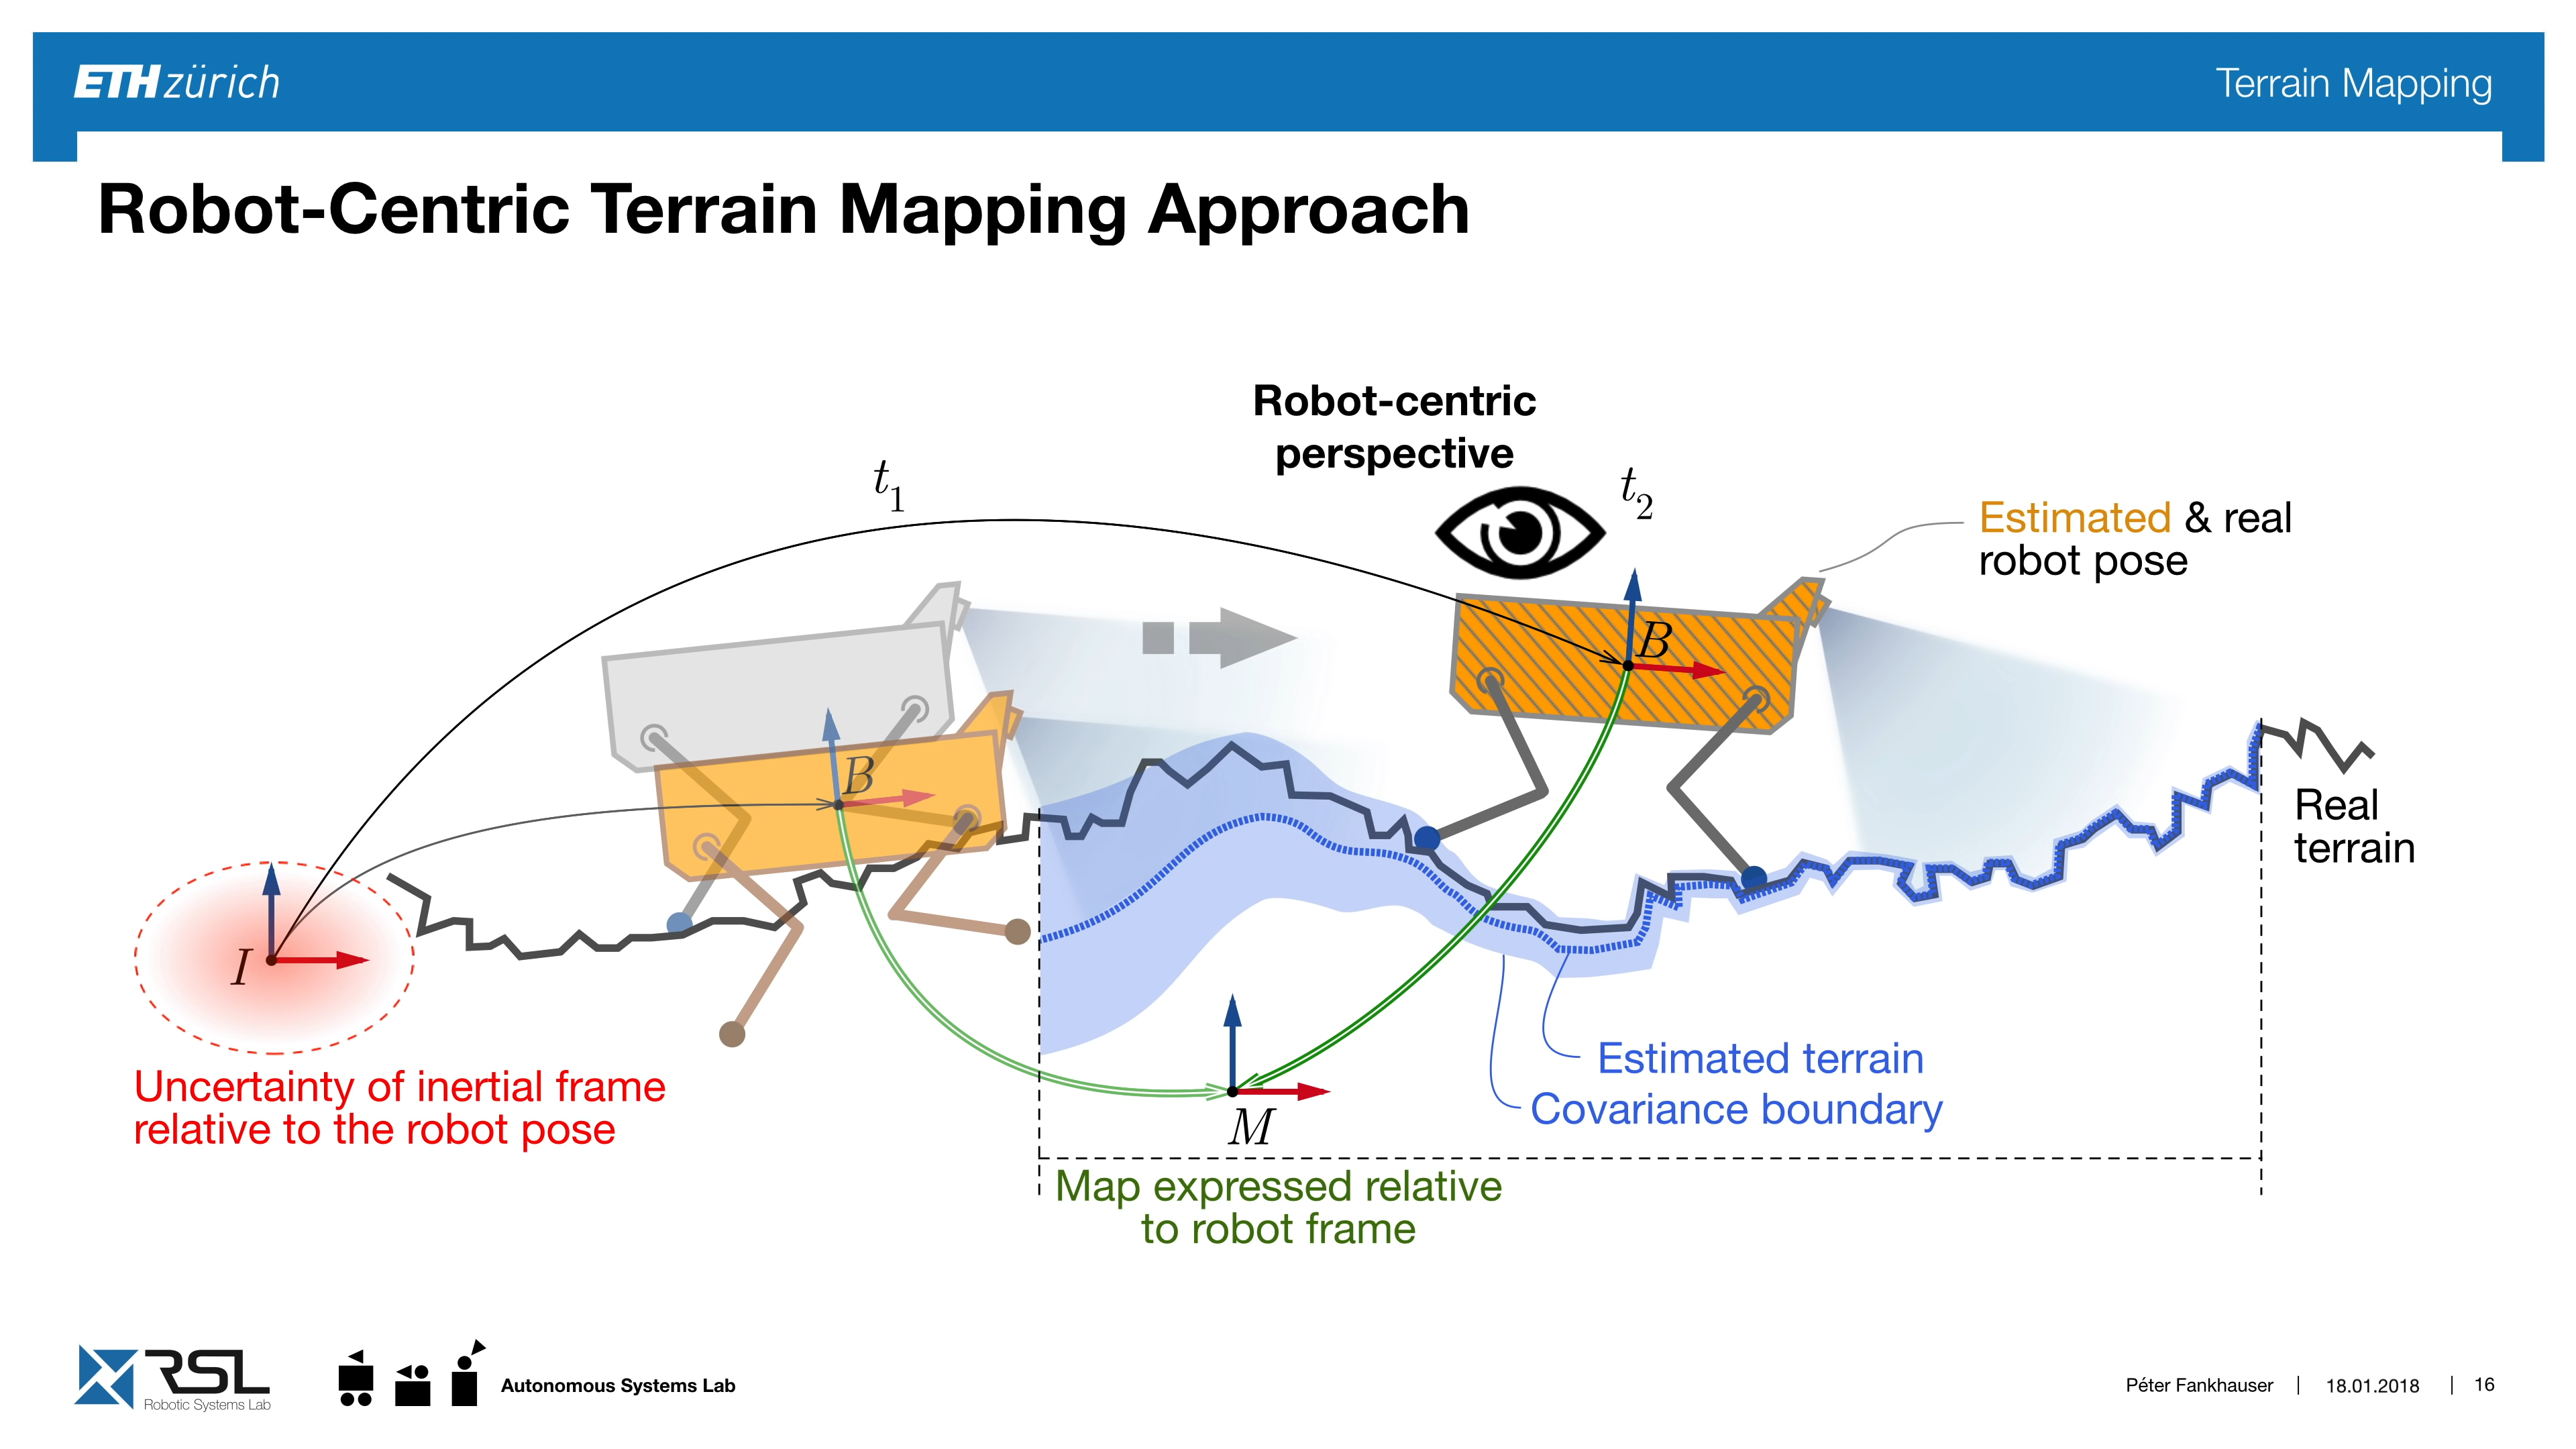 ETH zürich
Terrain Mapping
Robot-Centric Terrain Mapping Approach
Robot-centric
perspective
t1
t2
Estimated & real
robot pose
B
B
Real
terrain
I
Uncertainty of inertial frame
relative to the robot pose
Estimated terrain
Covariance boundary
M
Map expressed relative
to robot frame
RSL
Robotic Systems Lab
Autonomous Systems Lab
Péter Fankhauser | 18.01.2018 | 16